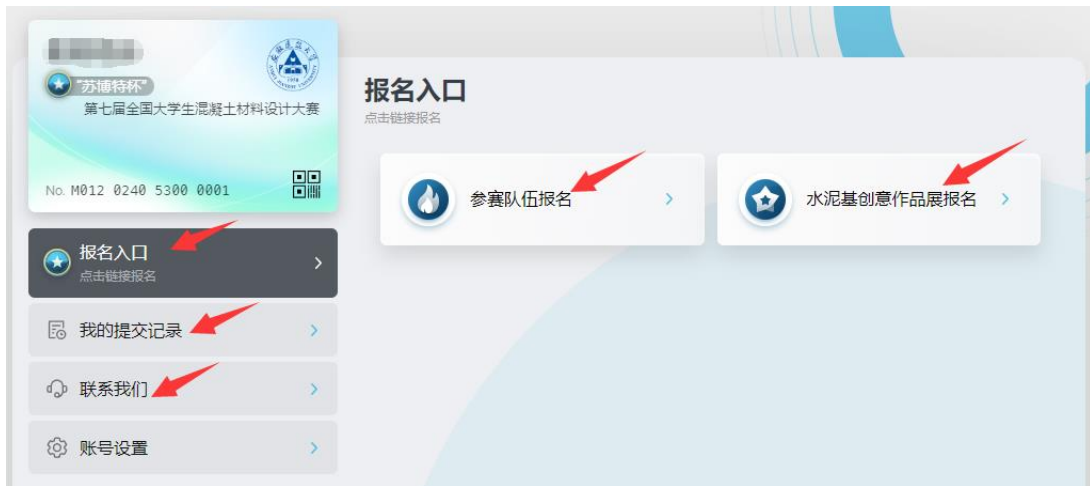 "苏博特杯"
第七届全国大学生混凝土材料设计大赛
No. M012 0240 5300 0001
报名入口
点击链接报名
我的提交记录
联系我们
账号设置
报名入口
点击链接报名
参赛队伍报名
水泥基创意作品展报名